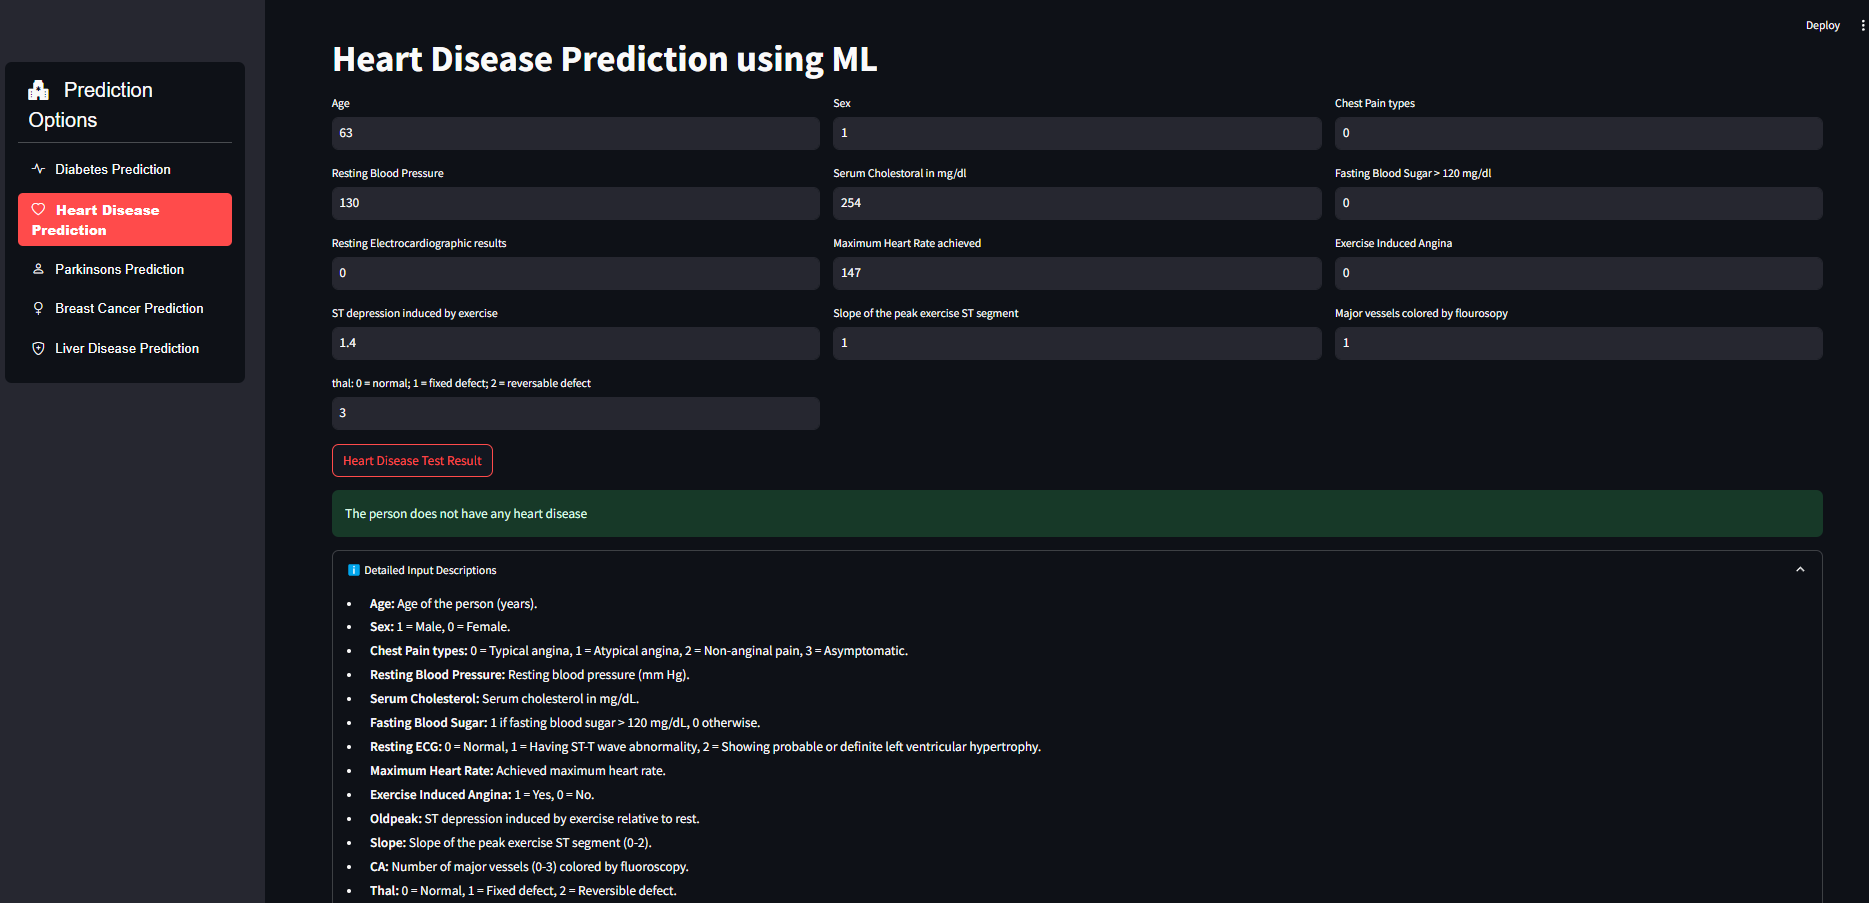 Deploy
Prediction
Options
Diabetes Prediction
Heart Disease
Prediction
Parkinsons Prediction
Breast Cancer Prediction
Liver Disease Prediction
Heart Disease Prediction using ML
Age
63
Sex
1
Chest Pain types
0
Resting Blood Pressure
130
Serum Cholestoral in mg/dl
254
Fasting Blood Sugar > 120 mg/dl
0
Resting Electrocardiographic results
0
Maximum Heart Rate achieved
147
Exercise Induced Angina
0
ST depression induced by exercise
1.4
Slope of the peak exercise ST segment
1
Major vessels colored by flourosopy
1
thal: 0 = normal; 1 = fixed defect; 2 = reversable defect
3
Heart Disease Test Result
The person does not have any heart disease
Detailed Input Descriptions
• Age: Age of the person (years).
• Sex: 1 = Male, 0 = Female.
• Chest Pain types: 0 = Typical angina, 1 = Atypical angina, 2 = Non-anginal pain, 3 = Asymptomatic.
• Resting Blood Pressure: Resting blood pressure (mm Hg).
• Serum Cholesterol: Serum cholesterol in mg/dL.
• Fasting Blood Sugar: 1 if fasting blood sugar > 120 mg/dL, 0 otherwise.
• Resting ECG: 0 = Normal, 1 = Having ST-T wave abnormality, 2 = Showing probable or definite left ventricular hypertrophy.
• Maximum Heart Rate: Achieved maximum heart rate.
• Exercise Induced Angina: 1 = Yes, 0 = No.
• Oldpeak: ST depression induced by exercise relative to rest.
• Slope: Slope of the peak exercise ST segment (0-2).
• CA: Number of major vessels (0-3) colored by fluoroscopy.
• Thal: 0 = Normal, 1 = Fixed defect, 2 = Reversible defect.